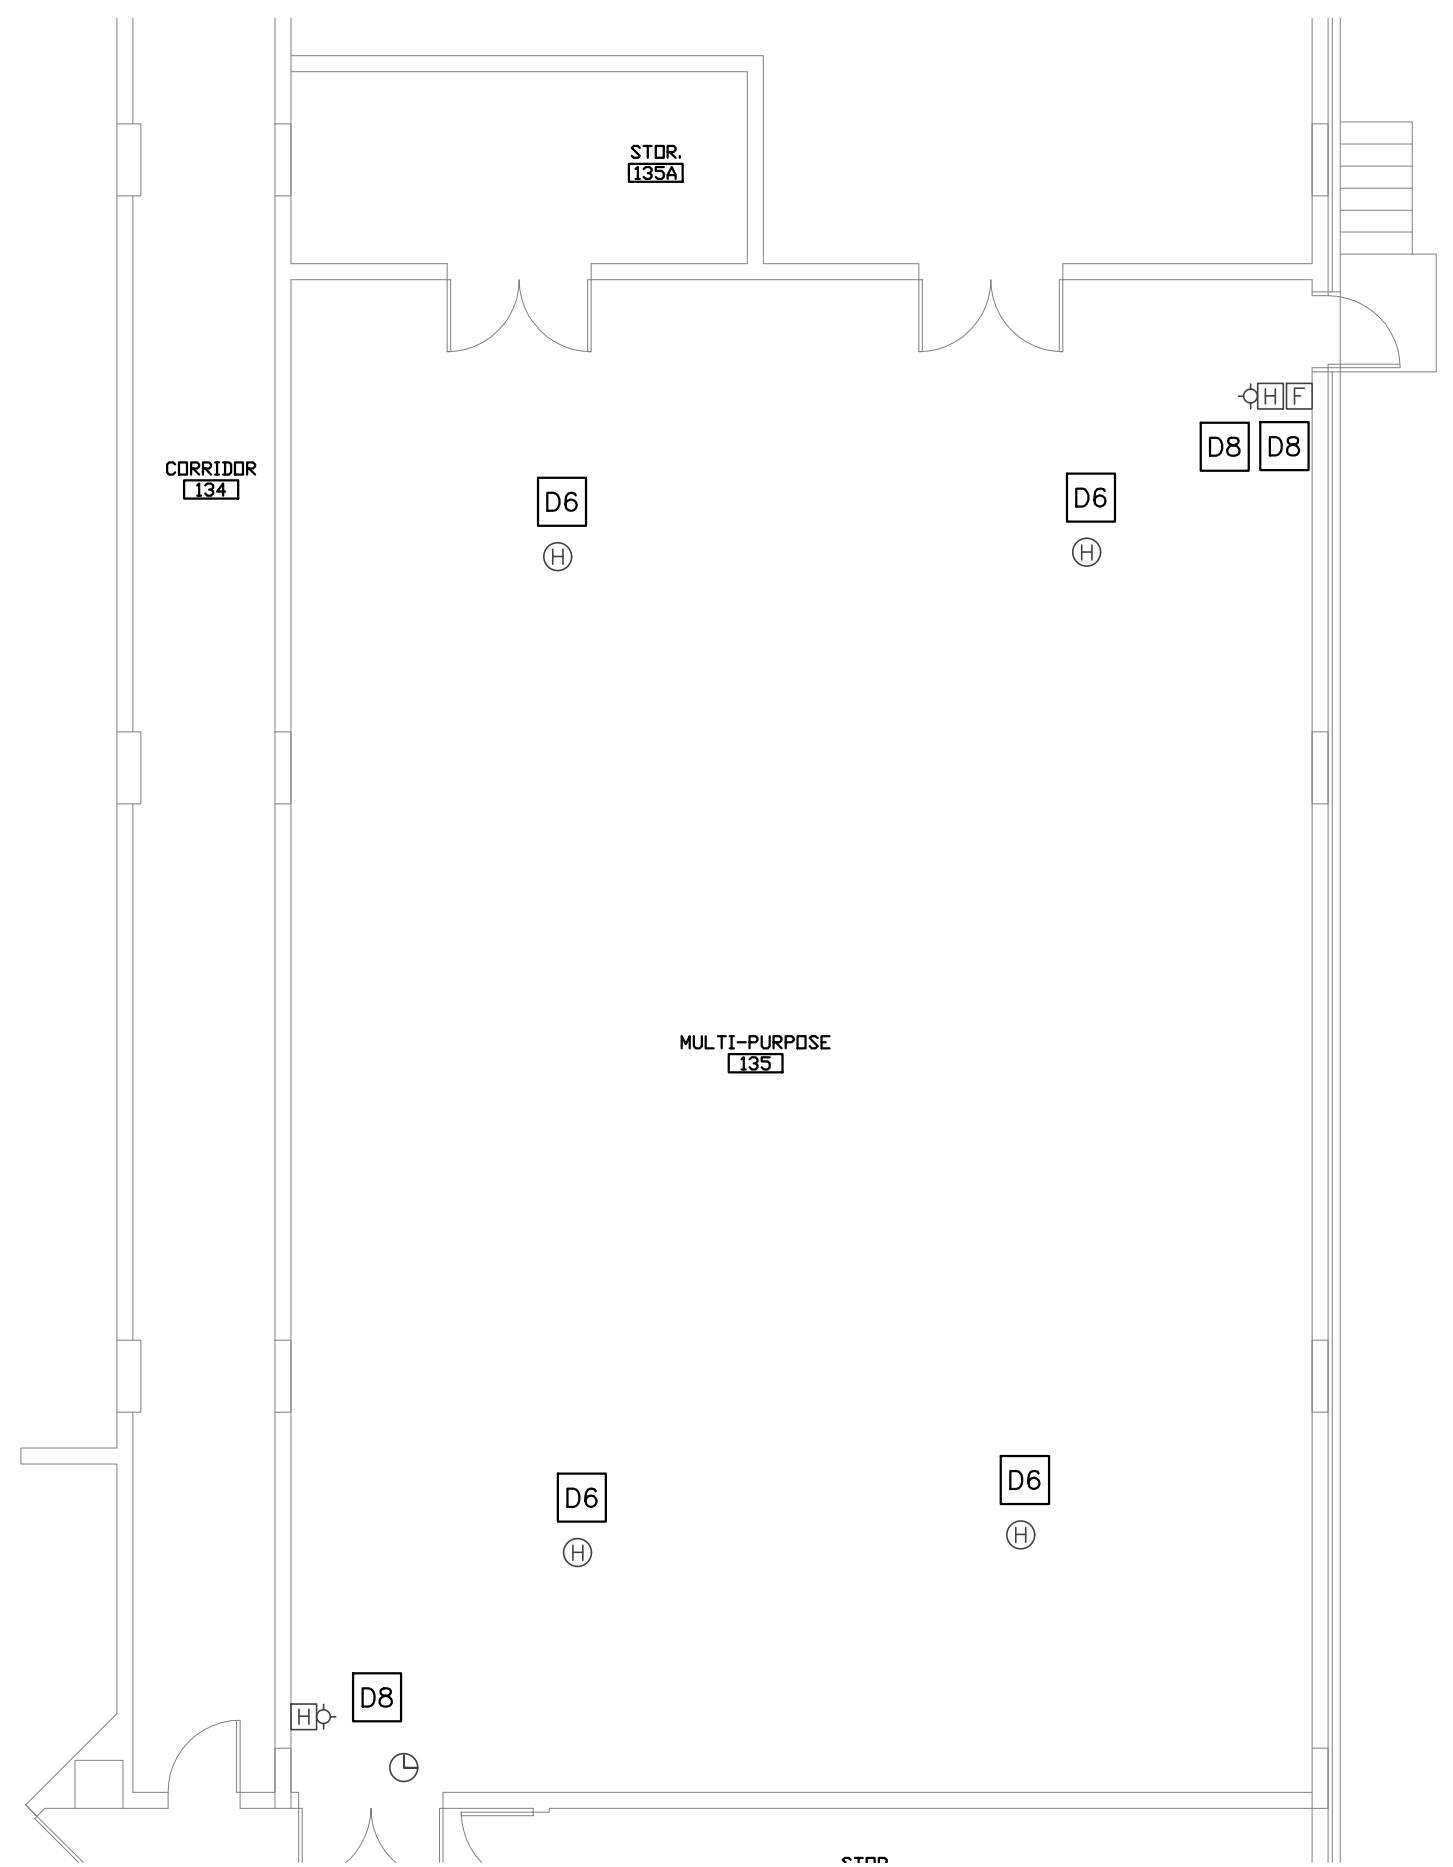 STOR.
135A
H F
D8 D8
CORRIDOR
134
D6
D6
H
H
MULTI-PURPOSE
135
D6
D6
H
H
D8
H